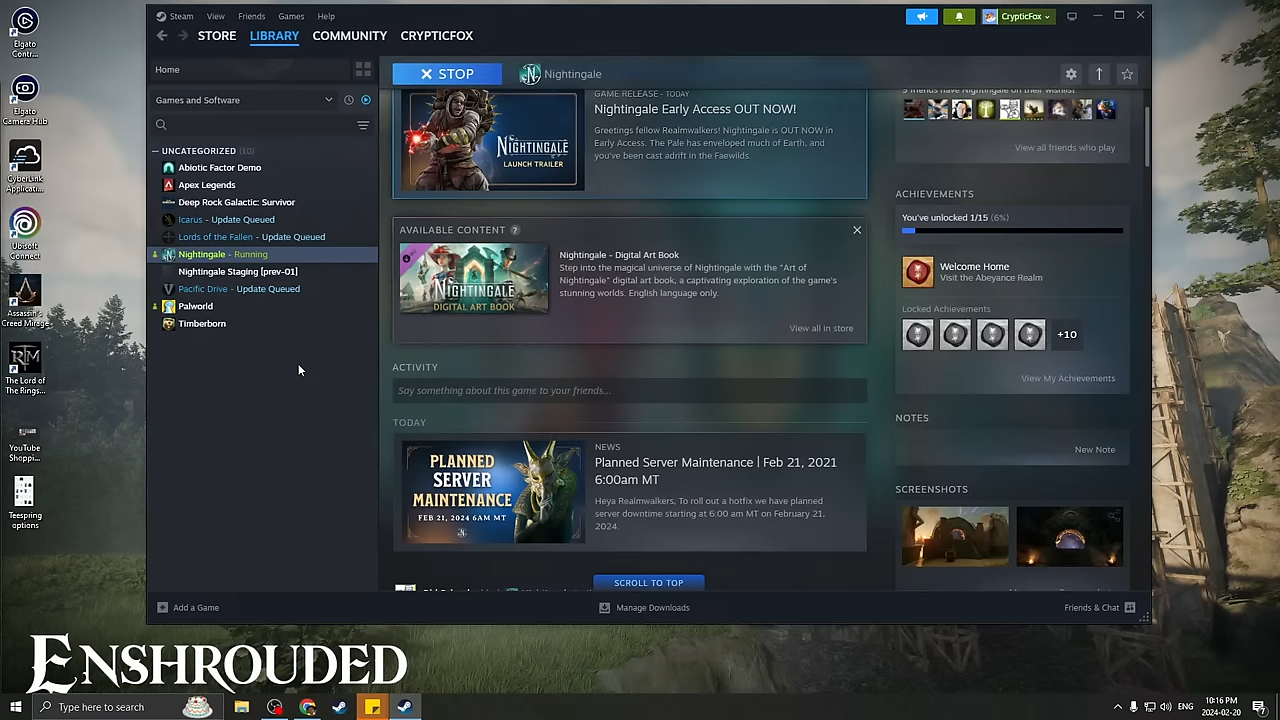 Elgato
Contr...
Elgato
Camera Hub
CyberLink
Applicati...
Ubisoft
Connect
Assassin's
Creed Mirage
The Lord of
The Rings...
YouTube
Shoppi...
Teespring
options
Steam View Friends Games Help
CrypticFox
STORE LIBRARY COMMUNITY CRYPTICFOX
Home
Games and Software
UNCATEGORIZED (10)
Abiotic Factor Demo
Apex Legends
Deep Rock Galactic: Survivor
Icarus - Update Queued
Lords of the Fallen - Update Queued
Nightingale - Running
Nightingale Staging [prev-01]
Pacific Drive - Update Queued
Palworld
Timberborn
STOP
Nightingale
NIGHTINGALE
LAUNCH TRAILER
GAME RELEASE - TODAY
Nightingale Early Access OUT NOW!
Greetings fellow Realmwalkers! Nightingale is OUT NOW in
Early Access. The Pale has enveloped much of Earth, and
you've been cast adrift in the Faewilds.
AVAILABLE CONTENT ?
NIGHTINGALE
DIGITAL ART BOOK
Nightingale - Digital Art Book
Step into the magical universe of Nightingale with the "Art of
Nightingale" digital art book, a captivating exploration of the game's
stunning worlds. English language only.
View all in store
ACTIVITY
Say something about this game to your friends...
TODAY
PLANNED
SERVER
MAINTENANCE
FEB 21, 2024 6AM MT
NEWS
Planned Server Maintenance | Feb 21, 2021
6:00am MT
Heya Realmwalkers, To roll out a hotfix we have planned
server downtime starting at 6:00 am MT on February 21,
2024.
SCROLL TO TOP
friends have Nightingale on their wishlist
View all friends who play
ACHIEVEMENTS
You've unlocked 1/15 (6%)
Welcome Home
Visit the Abeyance Realm
Locked Achievements
+10
View My Achievements
NOTES
New Note
SCREENSHOTS
Add a Game
Manage Downloads
Friends & Chat
ENSHROUDED
Type here to search
ENG
10:16 PM
2024-02-20